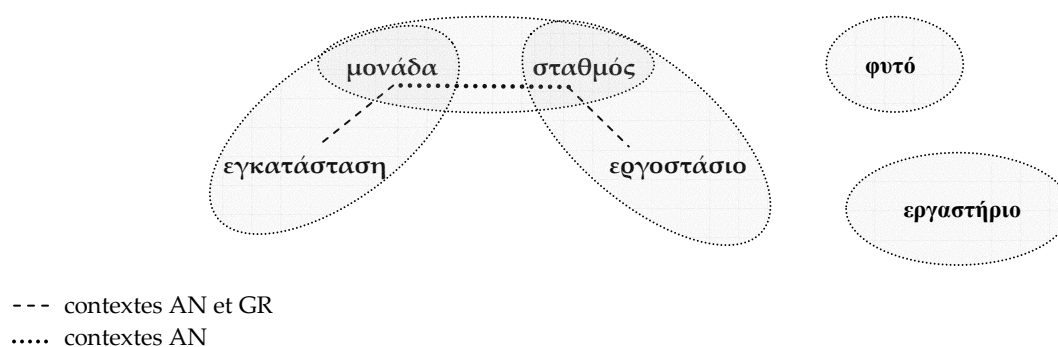 μονάδα σταθμός φυτό
εγκατάσταση εργοστάσιο
εργαστήριο
--- contextes AN et GR
..... contextes AN